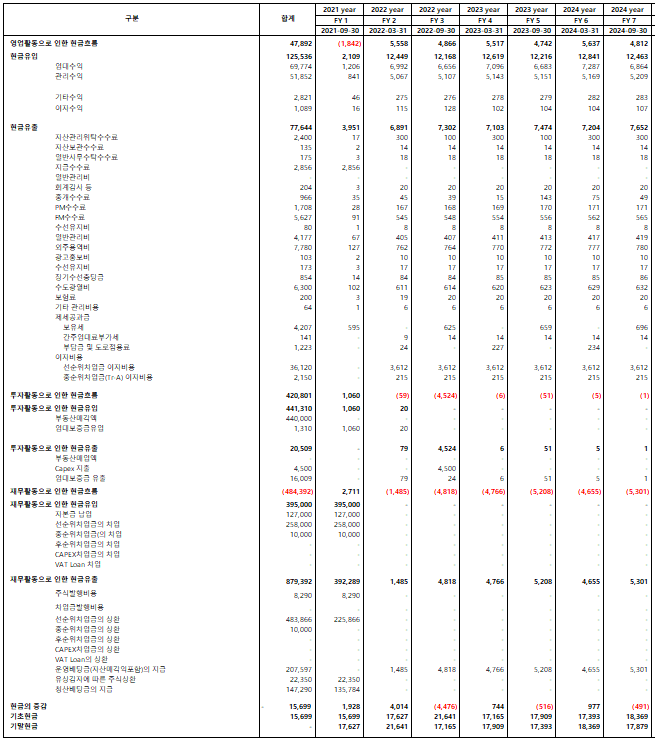 구분 합계 2021 year 2022 year 2022 year 2023 year 2023 year 2024 year 2024 year
FY 1 FY 2 FY 3 FY 4 FY 5 FY 6 FY 7
2021-09-30 2022-03-31 2022-09-30 2023-03-31 2023-09-30 2024-03-31 2024-09-30
영업활동으로 인한 현금흐름 47,892 (1,842) 5,558 4,866 5,517 4,742 5,637 4,812
현금유입 125,536 2,109 12,449 12,168 12,619 12,216 12,841 12,463
임대수익 69,774 1,206 6,992 6,656 7,096 6,683 7,287 6,864
관리수익 51,852 841 5,067 5,107 5,143 5,151 5,169 5,209
기타수익 2,821 46 275 276 278 279 282 283
이자수익 1,089 16 115 128 102 104 104 107
현금유출 77,644 3,951 6,891 7,302 7,103 7,474 7,204 7,652
자산관리위탁수수료 2,400 17 300 100 300 100 300 300
자산보관수수료 135 2 14 14 14 14 14 14
일반사무수탁수수료 175 3 18 18 18 18 18 18
지급수수료 2,856 2,856 - - - - - -
일반관리비 - - - - - - - -
회계감사 등 204 3 20 20 20 20 20 20
중개수수료 966 35 45 39 15 143 75 49
PM수수료 1,708 28 167 168 169 170 171 171
FM수수료 5,627 91 545 548 554 556 562 565
수선유지비 80 1 8 8 8 8 8 8
일반관리비 4,177 67 405 407 411 413 417 419
외주용역비 7,780 127 762 764 770 772 777 780
광고홍보비 103 2 10 10 10 10 10 10
수선유지비 173 3 17 17 17 17 17 17
장기수선충당금 854 14 84 84 85 85 85 86
수도광열비 6,300 102 611 614 620 623 629 632
보험료 200 3 19 20 20 20 20 20
기타 관리비용 64 1 6 6 6 6 6 6
제세공과금
보유세 4,207 595 - 625 - 659 - 696
간주임대료부가세 141 - 9 14 14 14 14 14
부담금 및 도로점용료 1,223 - 24 - 227 - 234 -
이자비용
선순위차입금 이자비용 36,120 - 3,612 3,612 3,612 3,612 3,612 3,612
중순위차입금(Tr-A) 이자비용 2,150 - 215 215 215 215 215 215
투자활동으로 인한 현금흐름 420,801 1,060 (59) (4,524) (6) (51) (5) (1)
투자활동으로 인한 현금유입 441,310 1,060 20 - - - - -
부동산매각액 440,000 - - - - - - -
임대보증금유입 1,310 1,060 20 - - - - -
투자활동으로 인한 현금유출 20,509 - 79 4,524 6 51 5 1
부동산매입액 - - - - - - - -
Capex 지출 4,500 - - 4,500 - - - -
임대보증금 유출 16,009 - 79 24 6 51 5 1
재무활동으로 인한 현금흐름 (484,392) 2,711 (1,485) (4,818) (4,766) (5,208) (4,655) (5,301)
재무활동으로 인한 현금유입 395,000 395,000 - - - - - -
자본금 납입 127,000 127,000 - - - - - -
선순위차입금의 차입 258,000 258,000 - - - - - -
중순위차입금(의 차입 10,000 10,000 - - - - - -
후순위차입금의 차입 - - - - - - - -
CAPEX차입금의 차입 - - - - - - - -
VAT Loan 차입 - - - - - - - -
재무활동으로 인한 현금유출 879,392 392,289 1,485 4,818 4,766 5,208 4,655 5,301
주식발행비용 8,290 8,290 - - - - - -
차입금발행비용 - - - - - - - -
선순위차입금의 상환 483,866 225,866 - - - - - -
중순위차입금의 상환 10,000 - - - - - - -
후순위차입금의 상환 - - - - - - - -
CAPEX차입금의 상환 - - - - - - - -
VAT Loan의 상환 - - - - - - - -
운영배당금(자산매각익포함)의 지급 207,597 - 1,485 4,818 4,766 5,208 4,655 5,301
유상감자에 따른 주식상환 22,350 22,350 - - - - - -
청산배당금의 지급 147,290 135,784 - - - - - -
현금의 증감 - 15,699 1,928 4,014 (4,476) 744 (516) 977 (491)
기초현금 15,699 15,699 17,627 21,641 17,165 17,909 17,393 18,369
기말현금 - 17,627 21,641 17,165 17,909 17,393 18,369 17,879